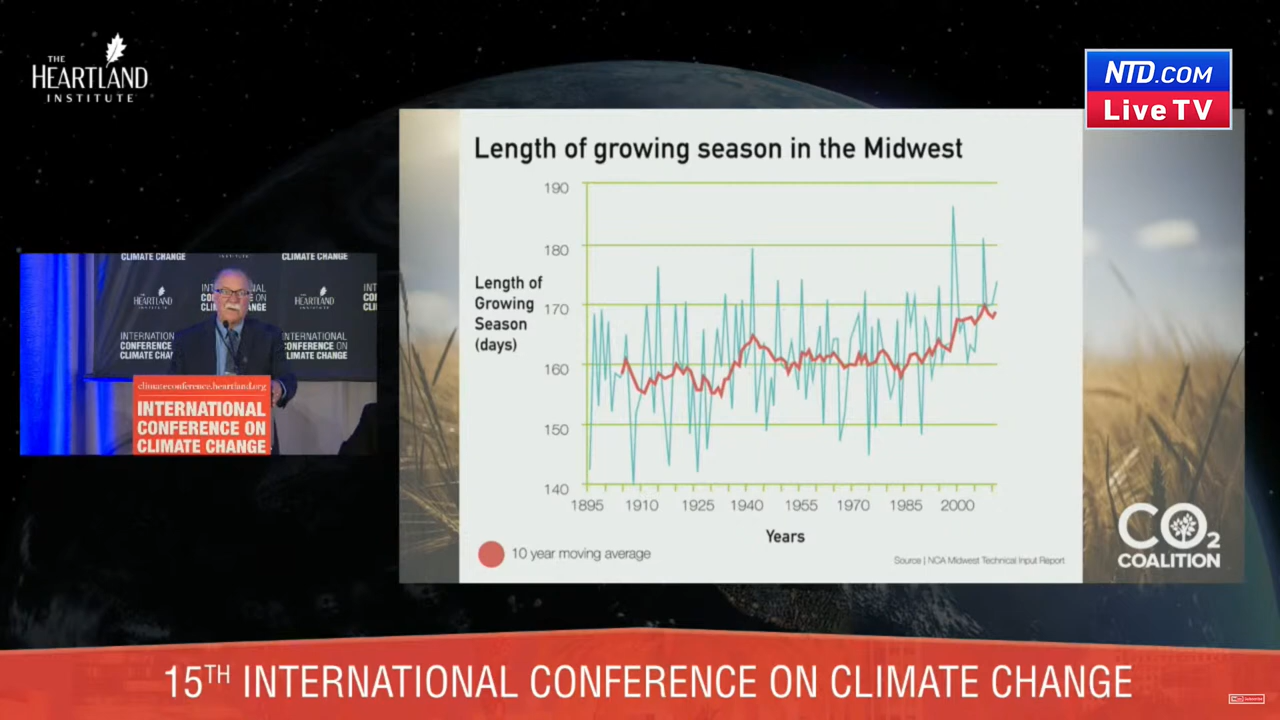 THE
HEARTLAND
INSTITUTE
NTD.COM
Live TV
Length of growing season in the Midwest
190
180
170
160
150
140
Length of
Growing
Season
(days)
1895 1910 1925 1940 1955 1970 1985 2000
Years
10 year moving average
Source | NCA Midwest Technical Input Report
CO2
COALITION
CLIMATE CHANGE
CLIMATE CHANGE
HEARTLAND
HEARTLAND
INTERNATION
CONFERENCE
CLIMATE CHA
INTERNATIONAL
CONFERENCE ON
CLIMATE CHANGE
climateconference.heartland.org
INTERNATIONAL
CONFERENCE ON
CLIMATE CHANGE
15TH INTERNATIONAL CONFERENCE ON CLIMATE CHANGE